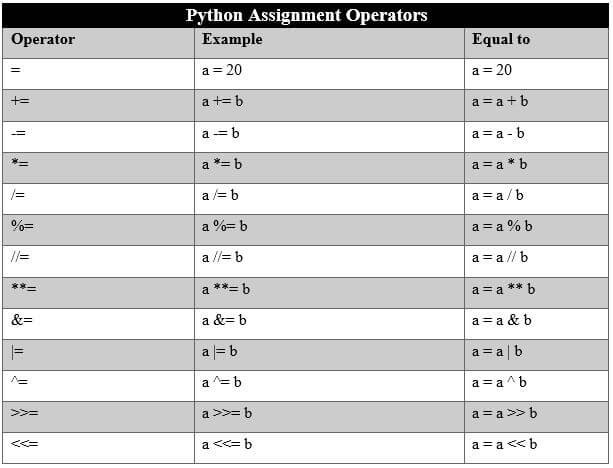 Python Assignment Operators
Operator Example Equal to
= a = 20 a = 20
+= a += b a = a + b
-= a -= b a = a - b
*= a *= b a = a * b
/= a /= b a = a / b
%= a %= b a = a % b
//= a //= b a = a // b
**= a **= b a = a ** b
&= a &= b a = a & b
|= a |= b a = a | b
^= a ^= b a = a ^ b
>>= a >>= b a = a >> b
<<= a <<= b a = a << b